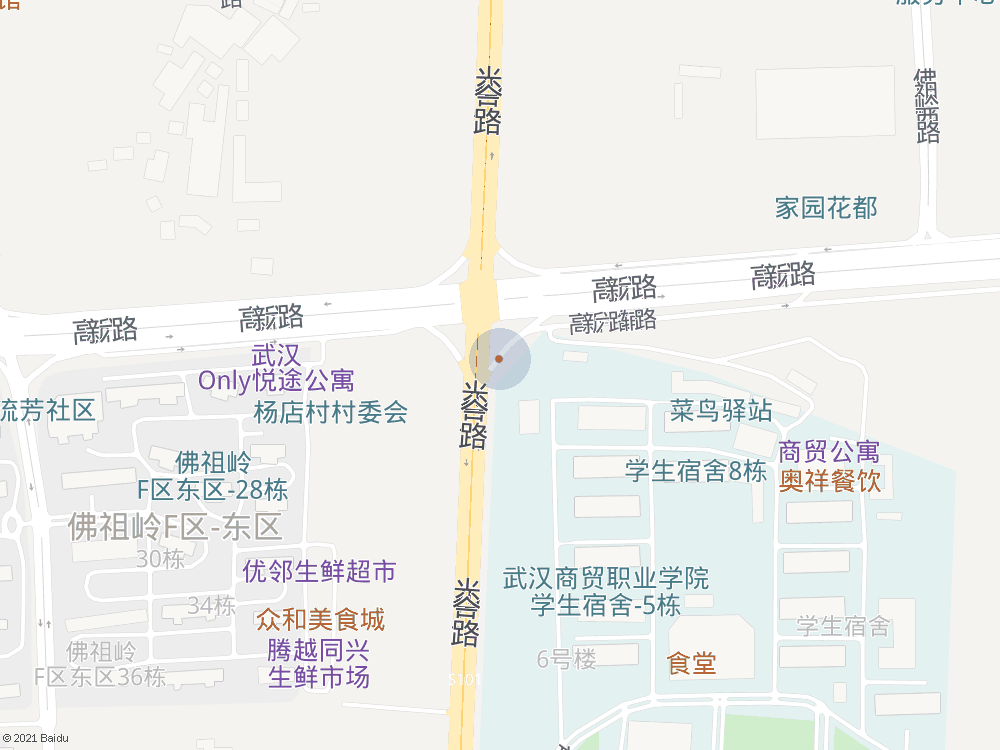 馆
路
服务中心
光谷路
佛祖岭西路
家园花都
高新路
高新路
高新路
高新路
高新路辅路
武汉
Only悦途公寓
流芳社区
杨店村村委会
光谷路
菜鸟驿站
佛祖岭
F区东区-28栋
学生宿舍8栋
商贸公寓
奥祥餐饮
佛祖岭F区-东区
30栋
优邻生鲜超市
武汉商贸职业学院
学生宿舍-5栋
34栋
众和美食城
光谷路
学生宿舍
佛祖岭
F区东区36栋
腾越同兴
生鲜市场
6号楼
食堂
S101
© 2021 Baidu